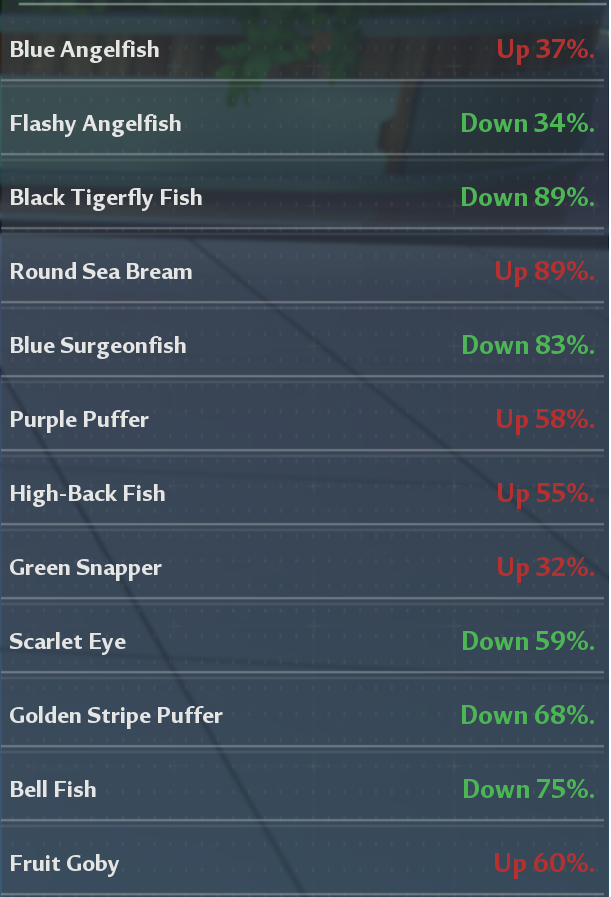 Blue Angelfish Up 37%.
Flashy Angelfish Down 34%.
Black Tigerfly Fish Down 89%.
Round Sea Bream Up 89%.
Blue Surgeonfish Down 83%.
Purple Puffer Up 58%.
High-Back Fish Up 55%.
Green Snapper Up 32%.
Scarlet Eye Down 59%.
Golden Stripe Puffer Down 68%.
Bell Fish Down 75%.
Fruit Goby Up 60%.